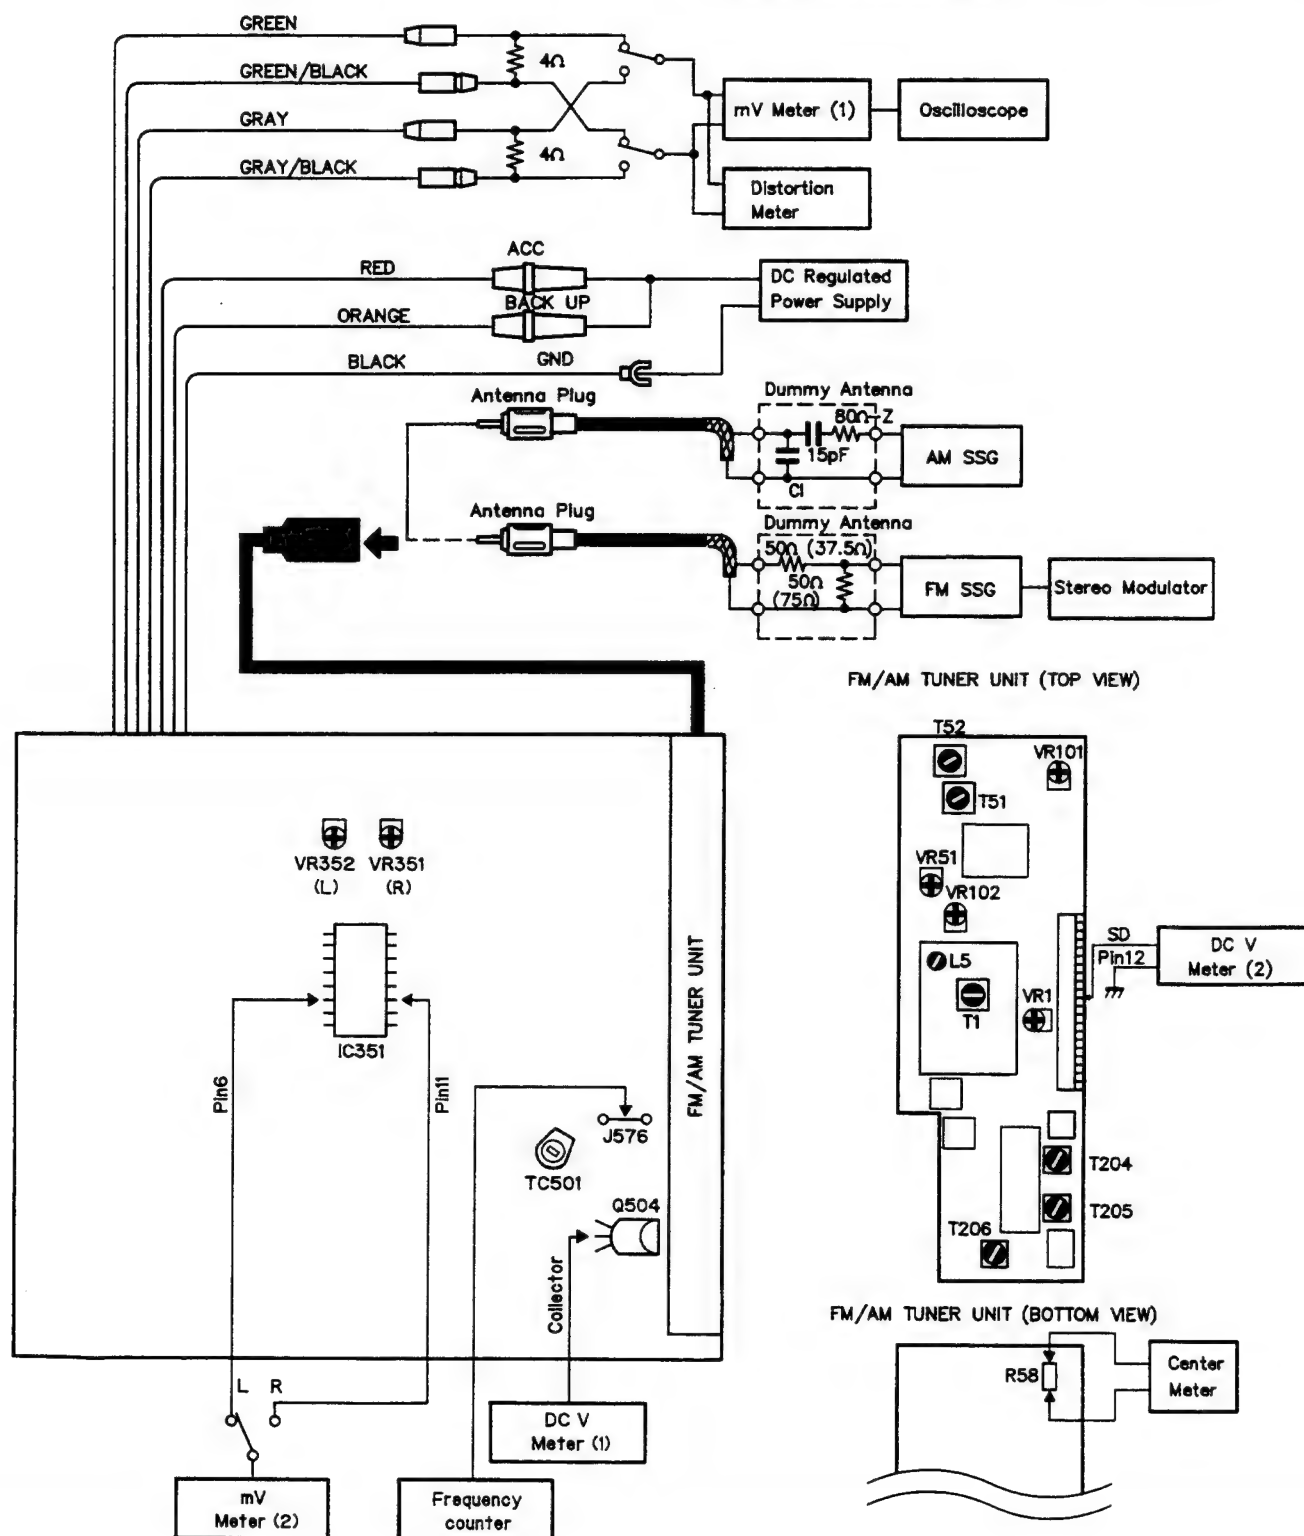 GREEN
4Ω
GREEN/BLACK
mV Meter (1)
Oscilloscope
GRAY
4Ω
GRAY/BLACK
Distortion
Meter
ACC
RED
DC Regulated
Power Supply
BACK UP
ORANGE
BLACK
GND
Antenna Plug
Dummy Antenna
80Ω-Z
15pF
AM SSG
C1
Antenna Plug
Dummy Antenna
50Ω (37.5Ω)
50Ω
(75Ω)
FM SSG
Stereo Modulator
FM/AM TUNER UNIT (TOP VIEW)
T52
VR101
T51
VR352
(L)
VR351
(R)
VR51
VR102
SD
Pin12
DC V
Meter (2)
L5
T1
VR1
FM/AM TUNER UNIT
IC351
Pin6
Pin11
J576
TC501
T204
Q504
T205
T206
Collector
FM/AM TUNER UNIT (BOTTOM VIEW)
R58
Center
Meter
L R
DC V
Meter (1)
mV
Meter (2)
Frequency
counter